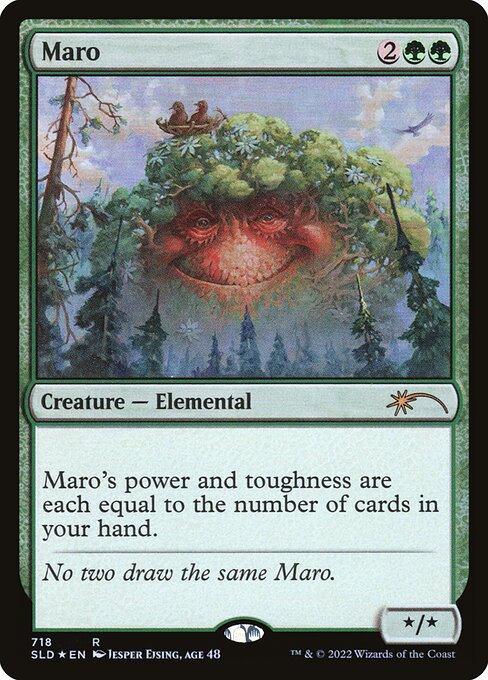 Maro 2
Creature — Elemental
Maro's power and toughness are
each equal to the number of cards in
your hand.
No two draw the same Maro.
★/★
718 R
SLD ★ EN Jesper Ejsing, age 48
™ & © 2022 Wizards of the Coast